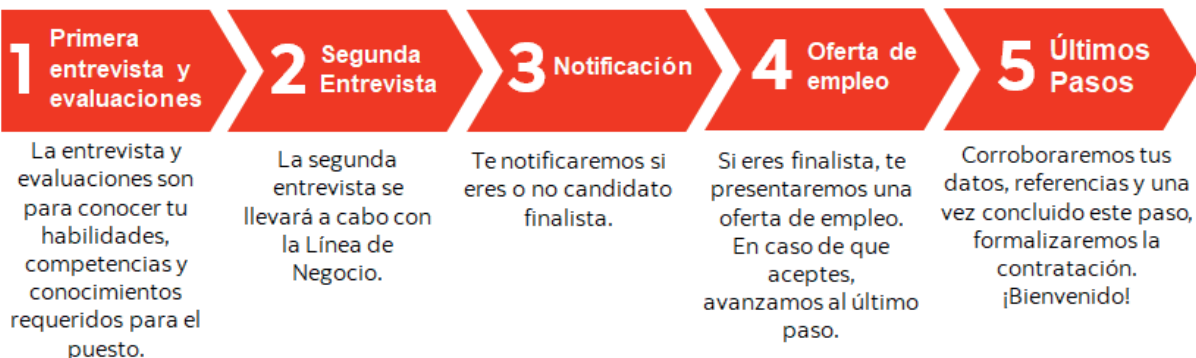 1
Primera
entrevista y
evaluaciones
La entrevista y
evaluaciones son
para conocer tu
habilidades,
competencias y
conocimientos
requeridos para el
puesto.
2
Segunda
Entrevista
La segunda
entrevista se
llevará a cabo con
la Línea de
Negocio.
3
Notificación
Te notificaremos si
eres o no candidato
finalista.
4
Oferta de
empleo
Si eres finalista, te
presentaremos una
oferta de empleo.
En caso de que
aceptes,
avanzamos al último
paso.
5
Últimos
Pasos
Corroboraremos tus
datos, referencias y una
vez concluido este paso,
formalizaremos la
contratación.
¡Bienvenido!